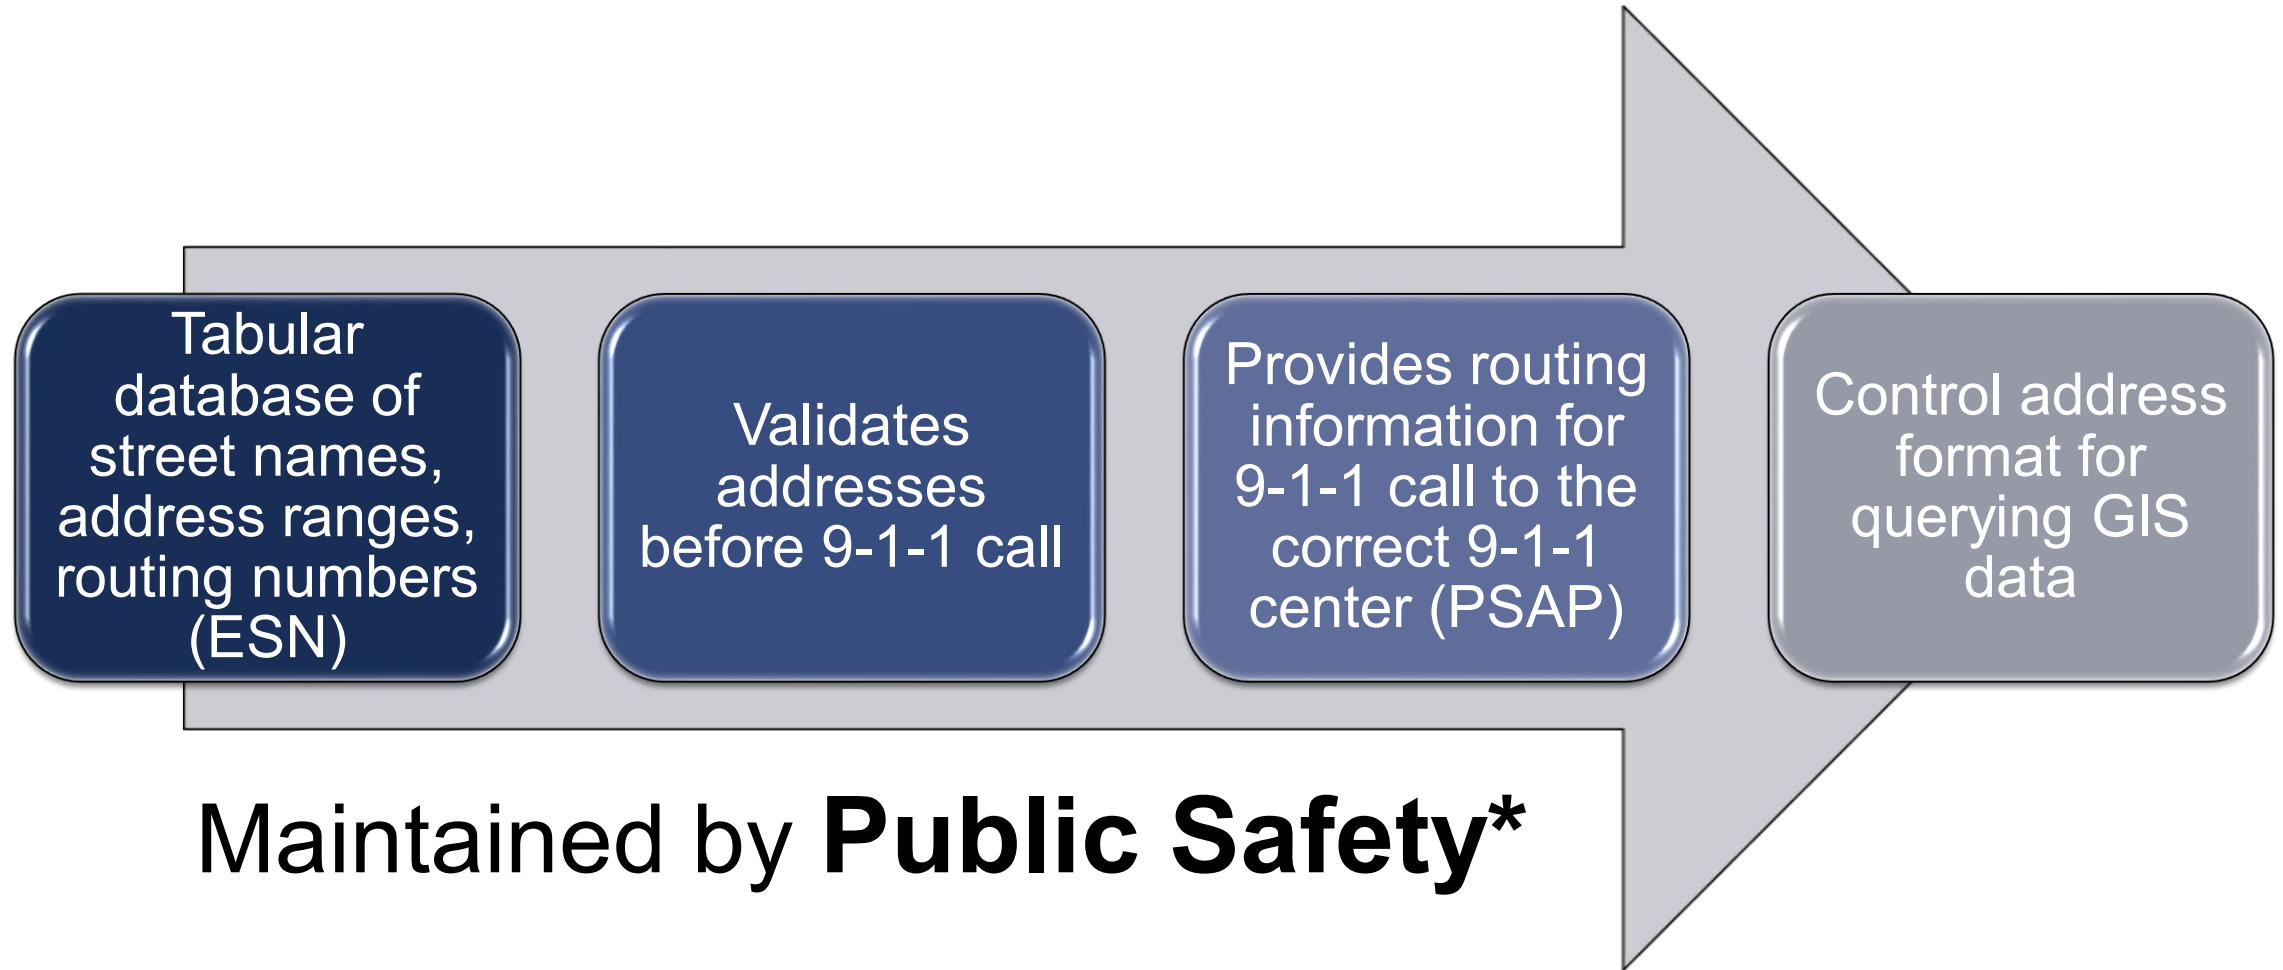 Tabular
database of
street names,
address ranges,
routing numbers
(ESN)
Validates
addresses
before 9-1-1 call
Provides routing
information for
9-1-1 call to the
correct 9-1-1
center (PSAP)
Control address
format for
querying GIS
data
Maintained by Public Safety*